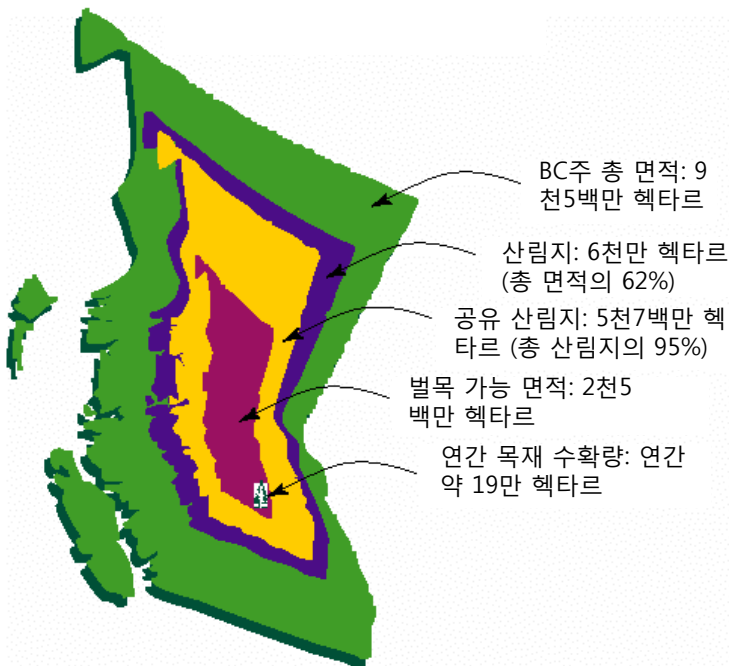 BC주 총 면적: 9
천5백만 헥타르
산림지: 6천만 헥타르
(총 면적의 62%)
공유 산림지: 5천7백만 헥
타르 (총 산림지의 95%)
벌목 가능 면적: 2천5
백만 헥타르
연간 목재 수확량: 연간
약 19만 헥타르